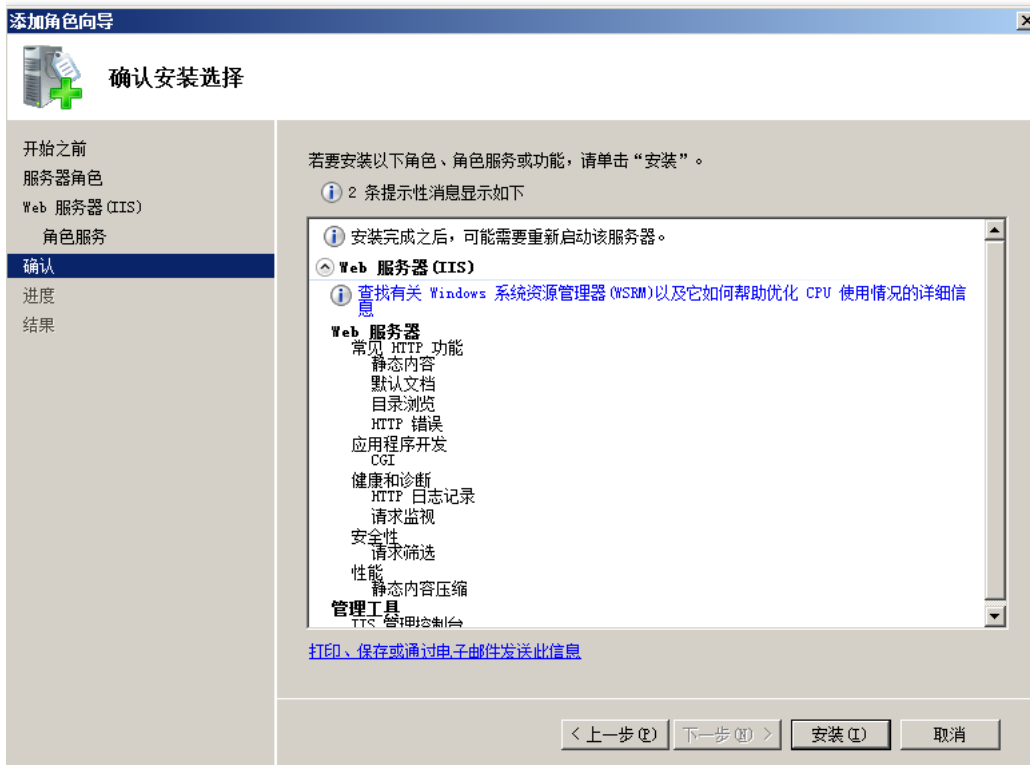 添加角色向导
确认安装选择
开始之前
服务器角色
Web 服务器(IIS)
角色服务
确认
进度
结果
若要安装以下角色、角色服务或功能，请单击“安装”。
2 条提示性消息显示如下
安装完成之后，可能需要重新启动该服务器。
Web 服务器(IIS)
查找有关 Windows 系统资源管理器(WSRM)以及它如何帮助优化 CPU 使用情况的详细信
息
Web 服务器
常见 HTTP 功能
静态内容
默认文档
目录浏览
HTTP 错误
应用程序开发
CGI
健康和诊断
HTTP 日志记录
请求监视
安全性
请求筛选
性能
静态内容压缩
管理工具
IIS 管理控制台
打印、保存或通过电子邮件发送此信息
< 上一步(P)
下一步(N) >
安装(I)
取消